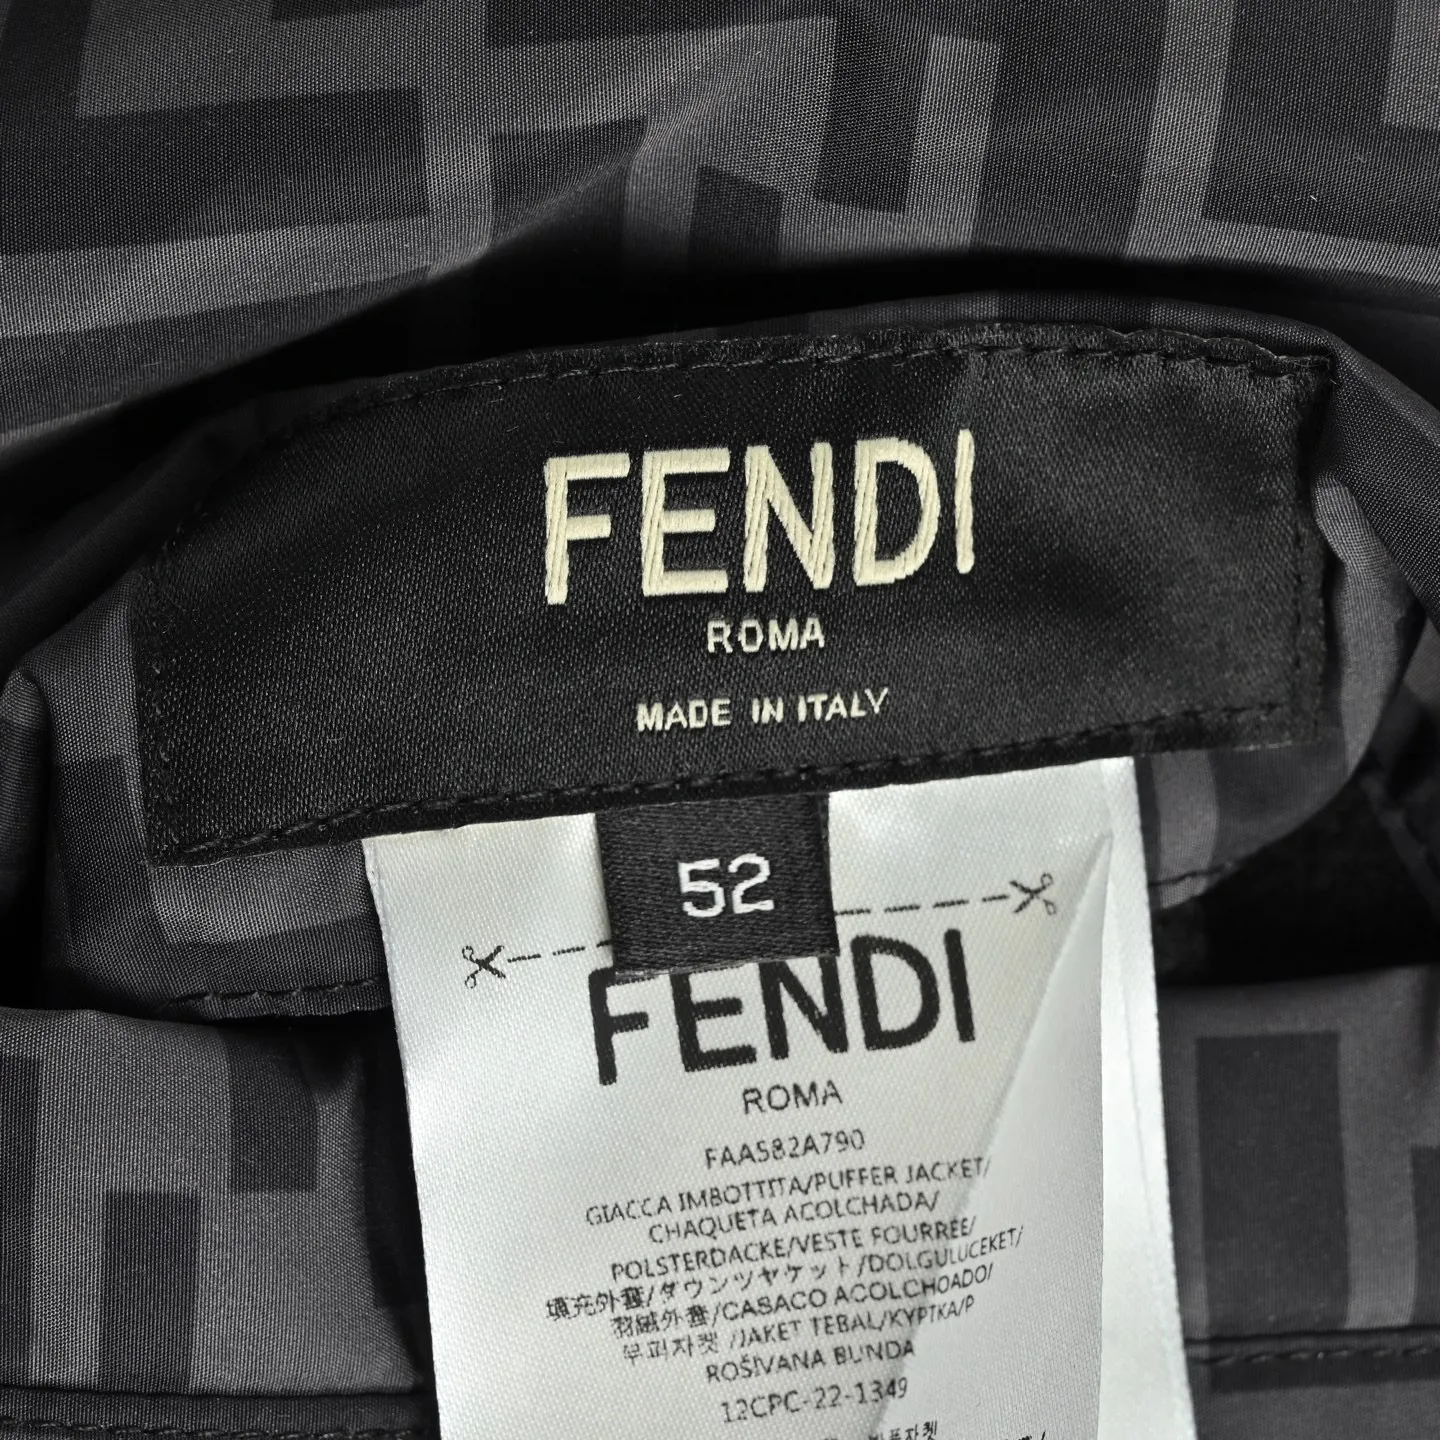 FENDI
ROMA
MADE IN ITALY
52
FENDI
ROMA
FAA582A790
GIACCA IMBOTTITA/PUFFER JACKET/
CHAQUETA ACOLCHADA/
POLSTERDACKE/VESTE FOURRÉE/
填充外套/ダウンツヤケット/DOLGULUCEKET/
羽絨外套/CASACO ACOLCHOADO/
부피자켓 /JAKET TEBAL/KYPTKA/P
ROŠIVANA BUNDA
12CPC-22-1349